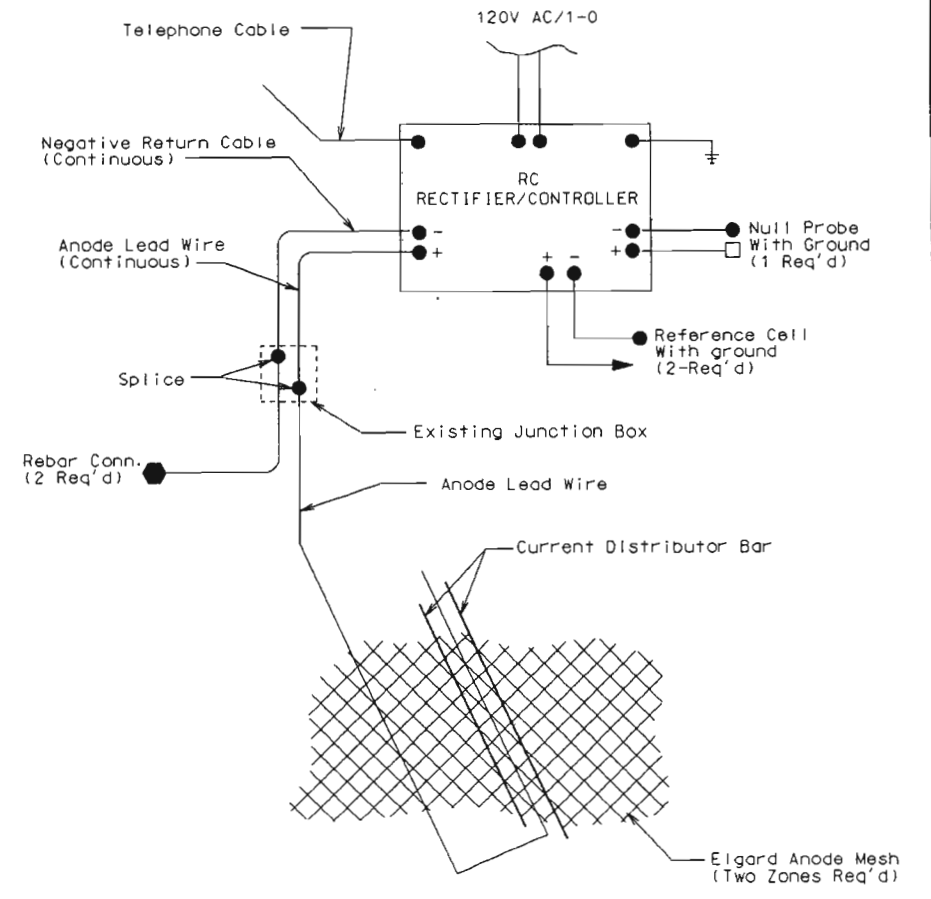 120V AC/1-0
Telephone Cable
Negative Return Cable
(Continuous)
RC
RECTIFIER/CONTROLLER
Anode Lead Wire
(Continuous)
-
+
-
+
+ -
Null Probe
With Ground
(1 Req'd)
Reference Cell
With ground
(2-Req'd)
Splice
Existing Junction Box
Rebar Conn.
(2 Req'd)
Anode Lead Wire
Current Distributor Bar
Elgard Anode Mesh
(Two Zones Req'd)